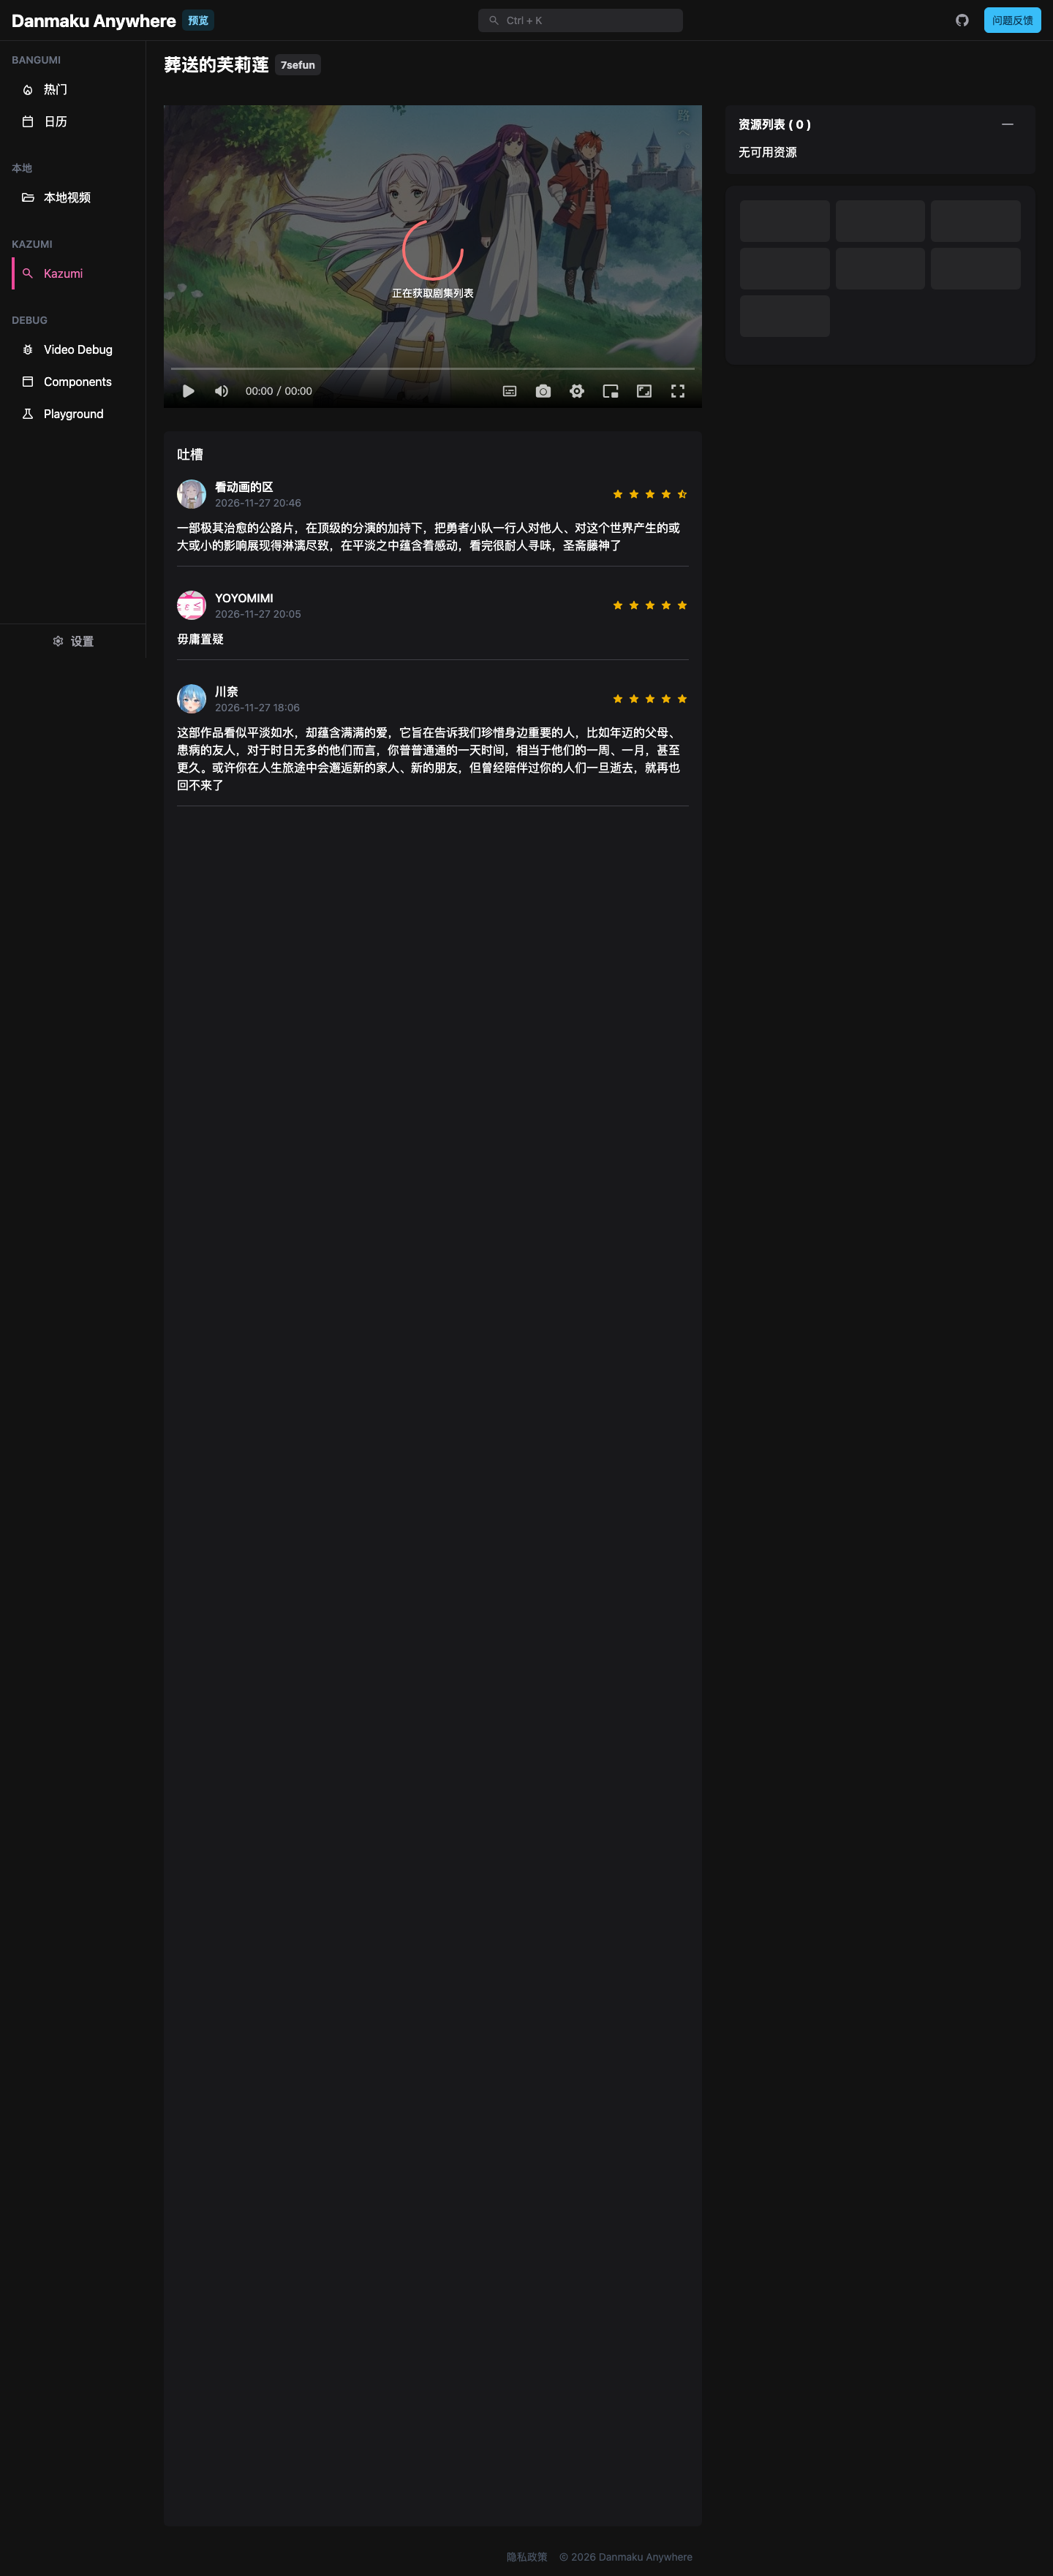 Danmaku Anywhere 预览
Ctrl + K
问题反馈
BANGUMI
热门
日历
本地
本地视频
KAZUMI
Kazumi
DEBUG
Video Debug
Components
Playground
设置
葬送的芙莉莲 7sefun
正在获取剧集列表
00:00 / 00:00
资源列表 ( 0 )
无可用资源
吐槽
看动画的区
2026-11-27 20:46
一部极其治愈的公路片，在顶级的分演的加持下，把勇者小队一行人对他人、对这个世界产生的或
大或小的影响展现得淋漓尽致，在平淡之中蕴含着感动，看完很耐人寻味，圣斋藤神了
YOYOMIMI
2026-11-27 20:05
毋庸置疑
川奈
2026-11-27 18:06
这部作品看似平淡如水，却蕴含满满的爱，它旨在告诉我们珍惜身边重要的人，比如年迈的父母、
患病的友人，对于时日无多的他们而言，你普普通通的一天时间，相当于他们的一周、一月，甚至
更久。或许你在人生旅途中会邂逅新的家人、新的朋友，但曾经陪伴过你的人们一旦逝去，就再也
回不来了
隐私政策 © 2026 Danmaku Anywhere